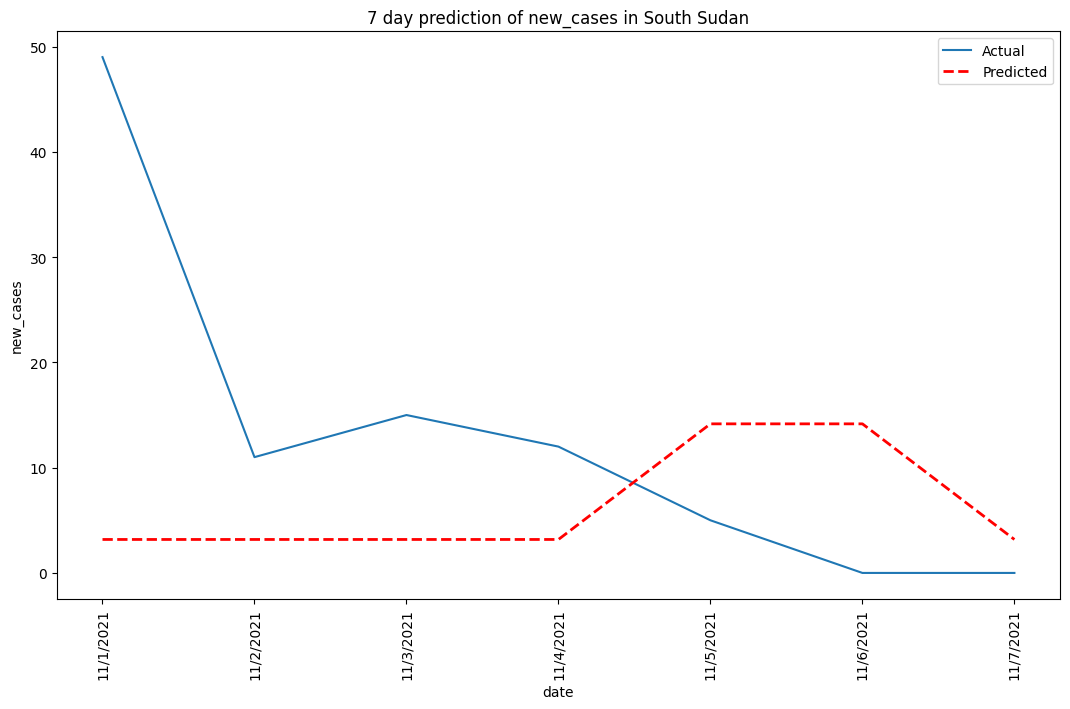 7 day prediction of new_cases in South Sudan
Actual
Predicted
new_cases
50
40
30
20
10
0
11/1/2021
11/2/2021
11/3/2021
11/4/2021
11/5/2021
11/6/2021
11/7/2021
date